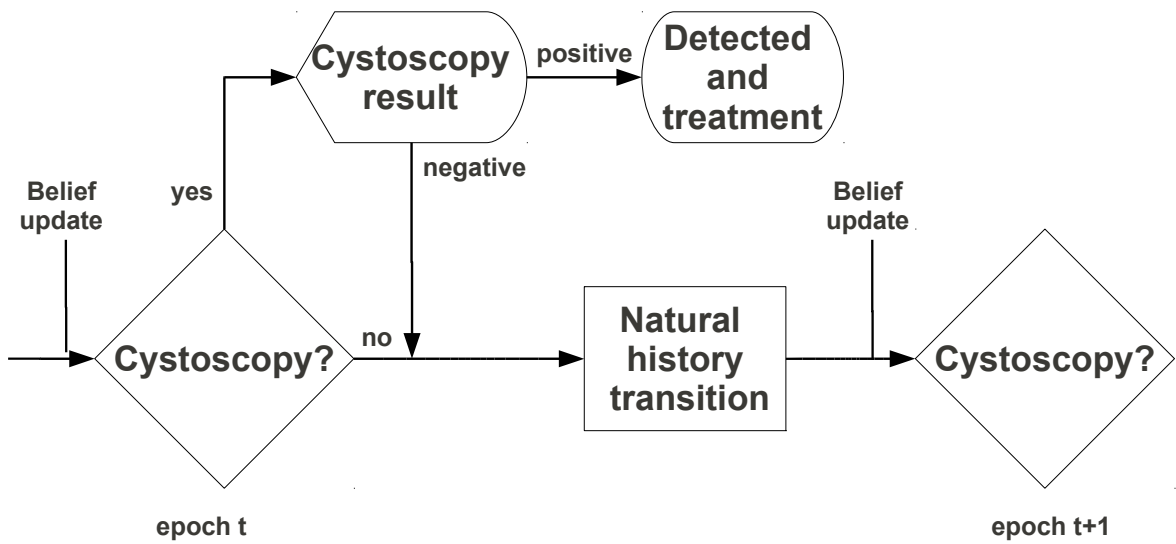 Cystoscopy
result
positive
Detected
and
treatment
negative
yes
Belief
update
Belief
update
Cystoscopy?
no
Natural
history
transition
Cystoscopy?
epoch t
epoch t+1